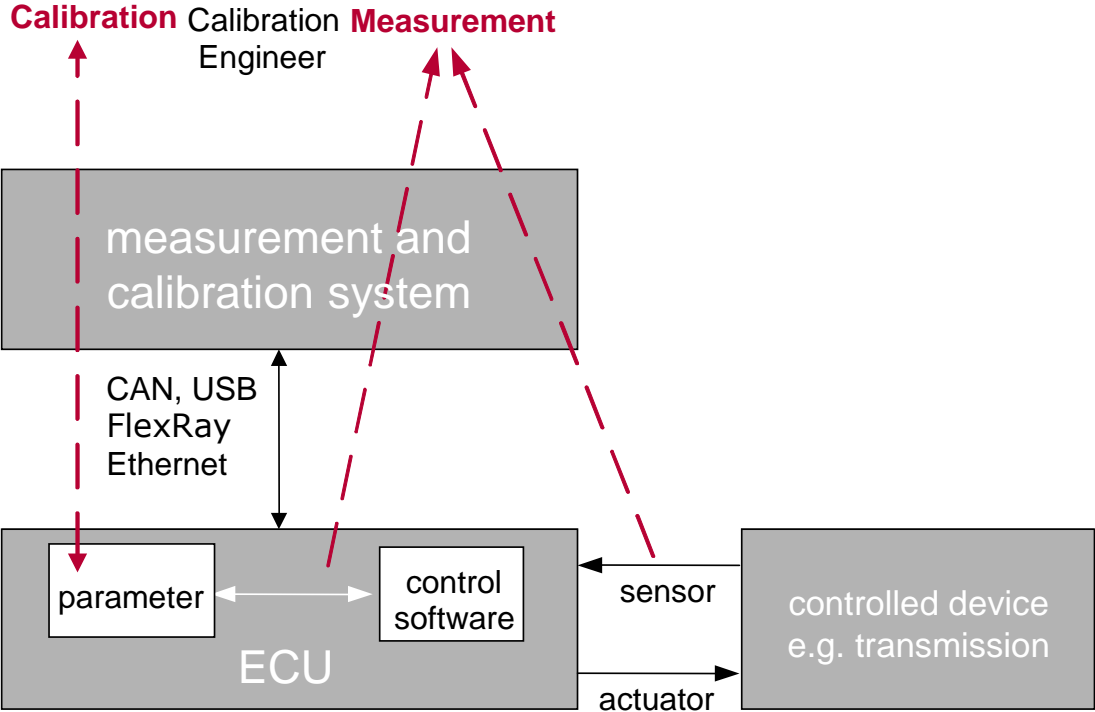 Calibration
Calibration
Engineer
Measurement
measurement and
calibration system
CAN, USB
FlexRay
Ethernet
parameter
control
software
ECU
sensor
actuator
controlled device
e.g. transmission